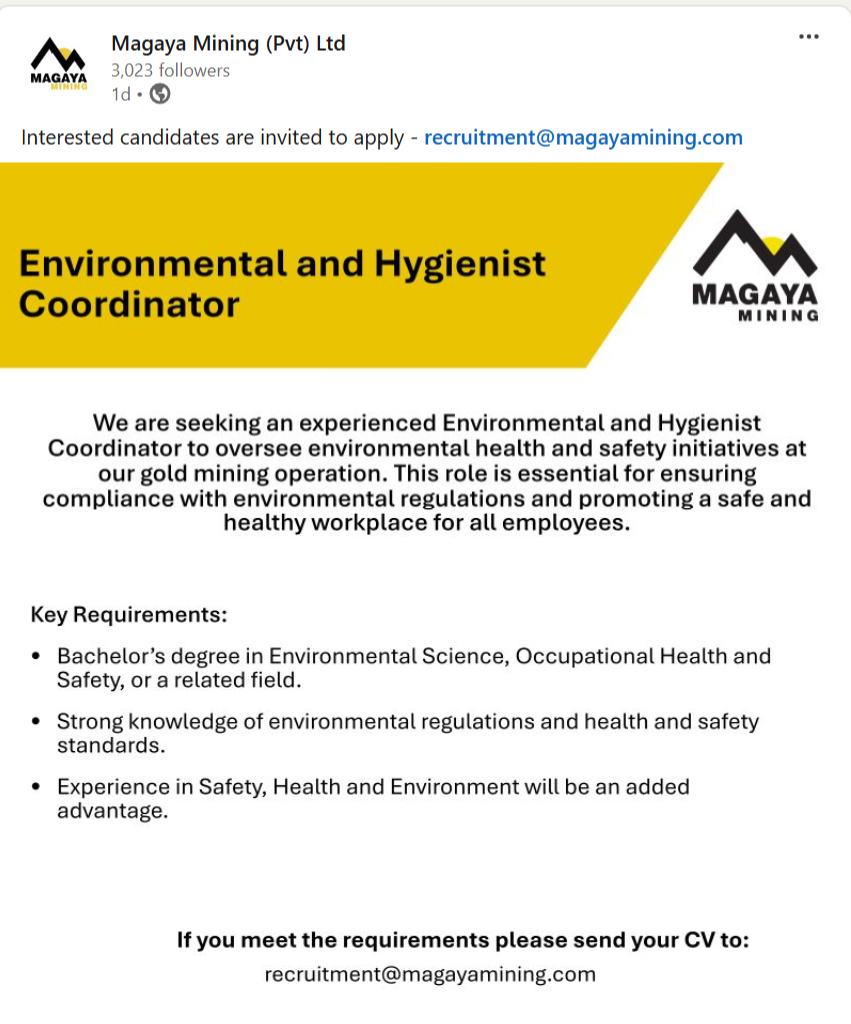 Magaya Mining (Pvt) Ltd
MAGAYA
MINING
3,023 followers
1d •
Interested candidates are invited to apply - recruitment@magayamining.com
Environmental and Hygienist
Coordinator
MAGAYA
MINING
We are seeking an experienced Environmental and Hygienist
Coordinator to oversee environmental health and safety initiatives at
our gold mining operation. This role is essential for ensuring
compliance with environmental regulations and promoting a safe and
healthy workplace for all employees.
Key Requirements:
• Bachelor’s degree in Environmental Science, Occupational Health and
Safety, or a related field.
• Strong knowledge of environmental regulations and health and safety
standards.
• Experience in Safety, Health and Environment will be an added
advantage.
If you meet the requirements please send your CV to:
recruitment@magayamining.com